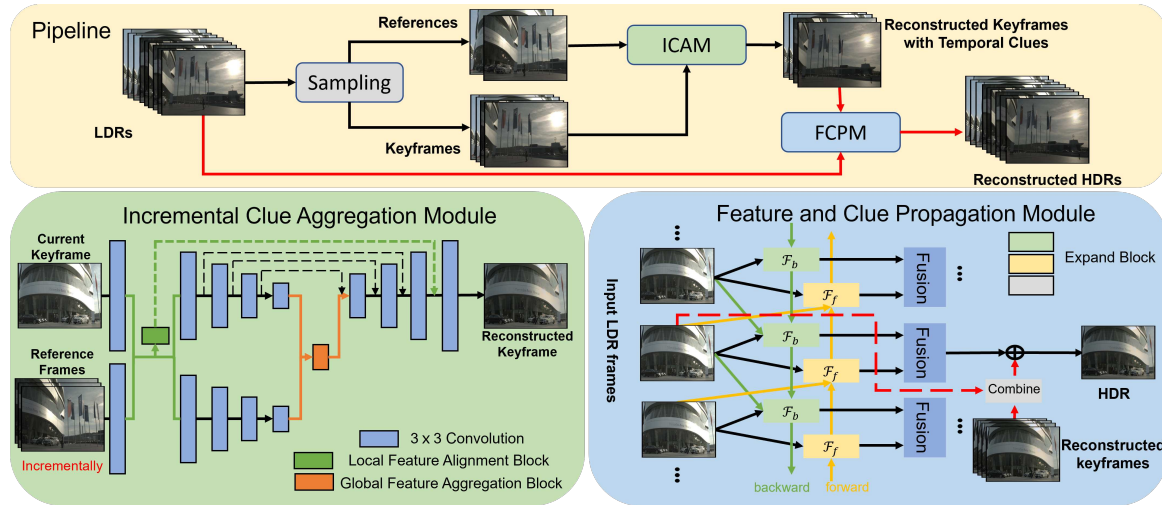 Pipeline
References
Reconstructed Keyframes
with Temporal Clues
ICAM
Sampling
LDRs
Keyframes
FCPM
Reconstructed HDRs
Incremental Clue Aggregation Module
Current
Keyframe
Reference
Frames
Incrementally
Reconstructed
Keyframe
3 x 3 Convolution
Local Feature Alignment Block
Global Feature Aggregation Block
Feature and Clue Propagation Module
Expand Block
Input LDR frames
...
...
F_b
F_f
Fusion
...
F_b
F_f
Fusion
F_b
F_f
Fusion
...
backward
forward
Combine
HDR
Reconstructed
keyframes